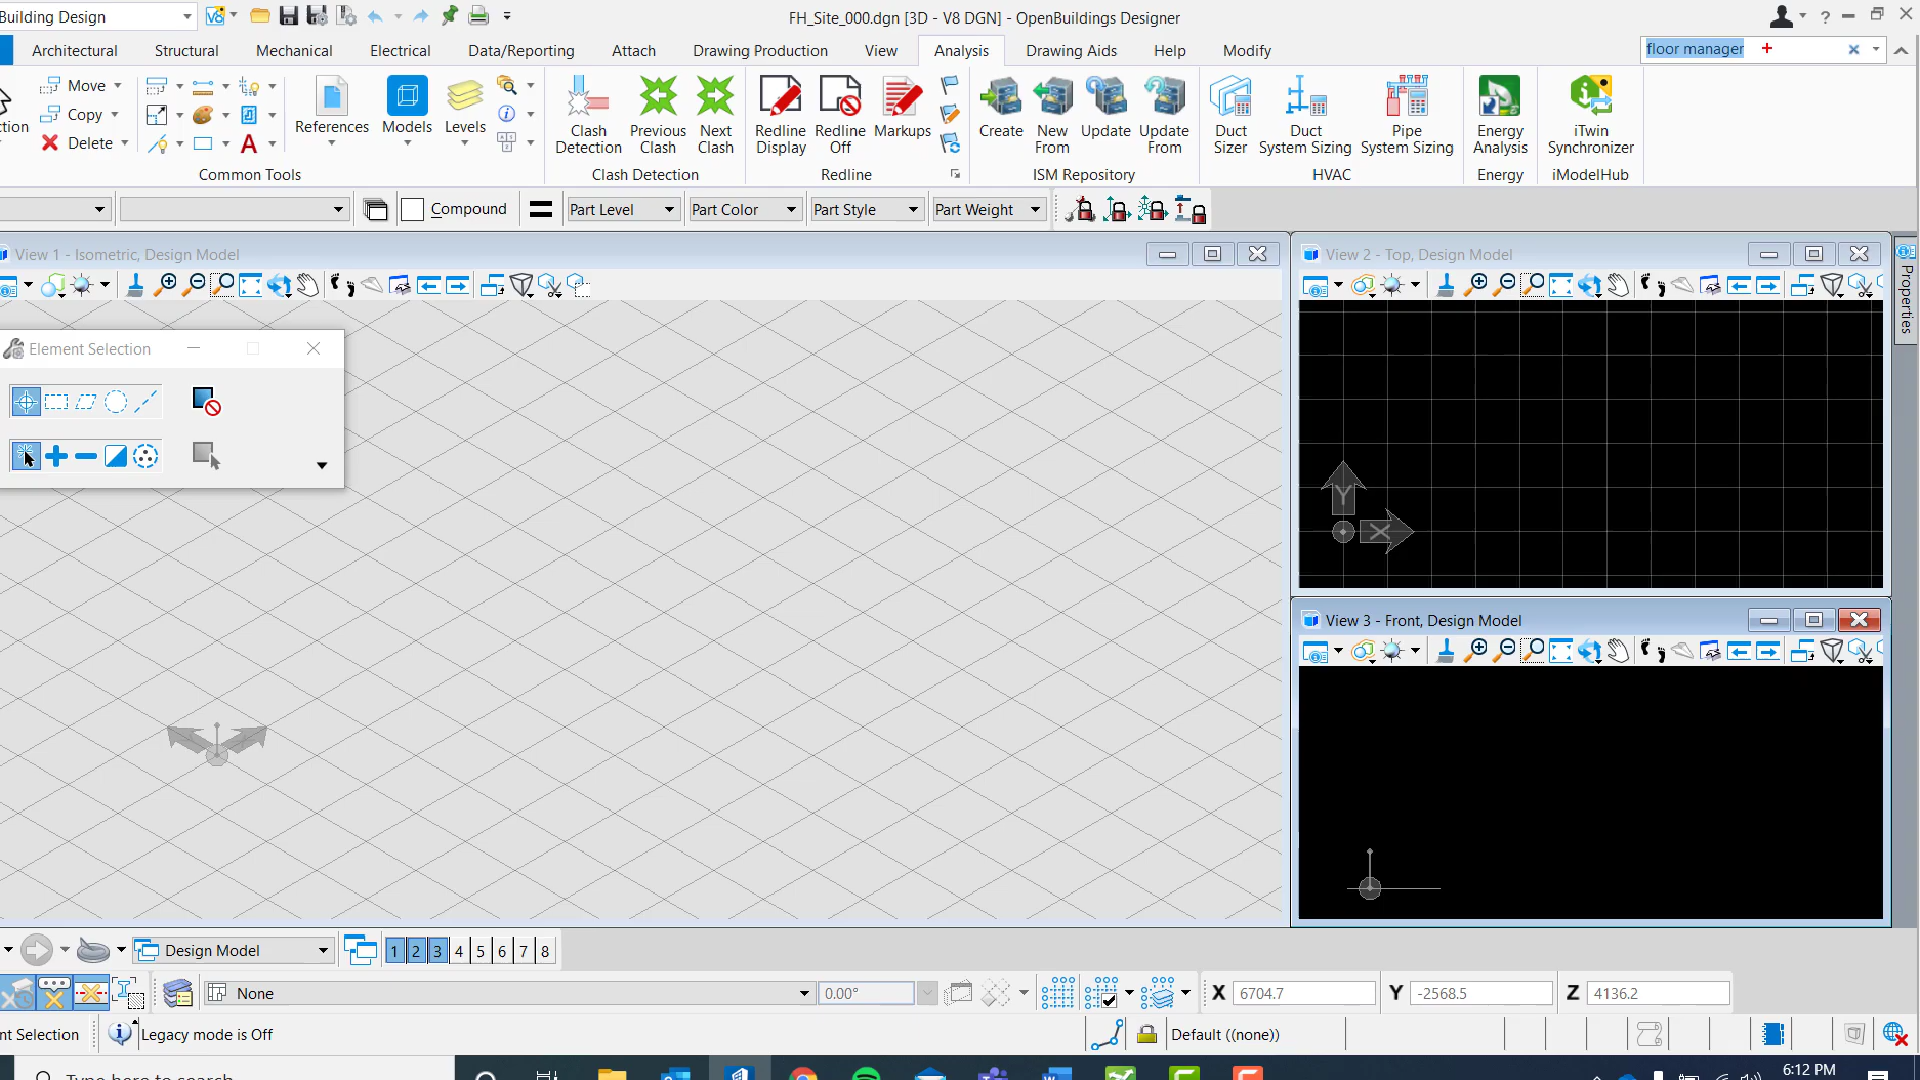 Building Design
FH_Site_000.dgn [3D - V8 DGN] - OpenBuildings Designer
Architectural
Structural
Mechanical
Electrical
Data/Reporting
Attach
Drawing Production
View
Analysis
Drawing Aids
Help
Modify
floor manager
Move
Copy
Delete
References
Models
Levels
Common Tools
Clash Detection
Previous Clash
Next Clash
Clash Detection
Redline Display
Redline Off
Markups
Redline
Create
New From
Update
Update From
ISM Repository
Duct Sizer
Duct System Sizing
Pipe System Sizing
HVAC
Energy Analysis
Energy
iTwin Synchronizer
iModelHub
Compound
Part Level
Part Color
Part Style
Part Weight
View 1 - Isometric, Design Model
View 2 - Top, Design Model
Properties
Element Selection
Y
X
View 3 - Front, Design Model
Design Model
1 2 3 4 5 6 7 8
None
0.00°
X 6704.7
Y -2568.5
Z 4136.2
nt Selection
Legacy mode is Off
Default ((none))
Type here to search
6:12 PM